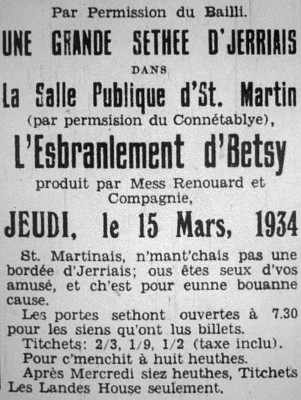 Par Permission du Bailli.
UNE GRANDE SETHEE D'JERRIAIS
DANS
La Salle Publique d'St. Martin
(par permsision du Connétablye),
L'Esbranlement d'Betsy
produit par Mess Renouard et
Compagnie,
JEUDI, le 15 Mars, 1934
St. Martinais, n'mant'chais pas une
bordée d'Jerriais; ous êtes seux d'vos
amusé, et ch'est pour eunne bouanne
cause.
Les portes sethont ouvertes à 7.30
pour les siens qu'ont lus billets.
Titchets: 2/3, 1/9, 1/2 (taxe inclu).
Pour c'menchit à huit heuthes.
Après Mercredi siez heuthes, Titchets
Les Landes House seulement.